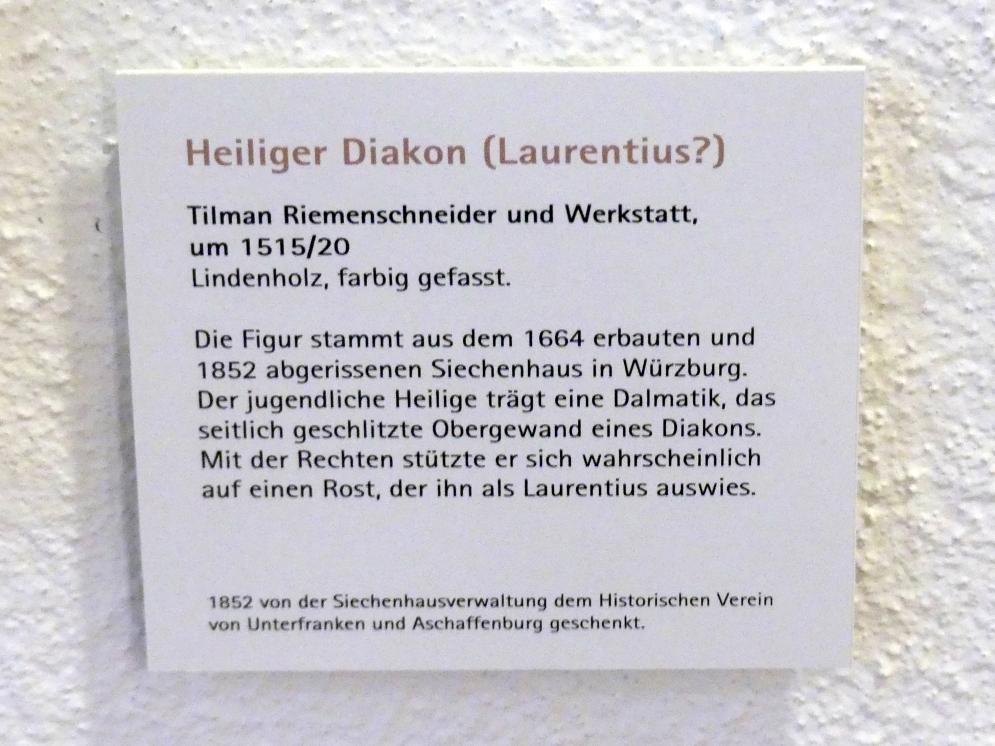 Heiliger Diakon (Laurentius?)
Tilman Riemenschneider und Werkstatt,
um 1515/20
Lindenholz, farbig gefasst.
Die Figur stammt aus dem 1664 erbauten und
1852 abgerissenen Siechenhaus in Würzburg.
Der jugendliche Heilige trägt eine Dalmatik, das
seitlich geschlitzte Obergewand eines Diakons.
Mit der Rechten stützte er sich wahrscheinlich
auf einen Rost, der ihn als Laurentius auswies.
1852 von der Siechenhausverwaltung dem Historischen Verein
von Unterfranken und Aschaffenburg geschenkt.